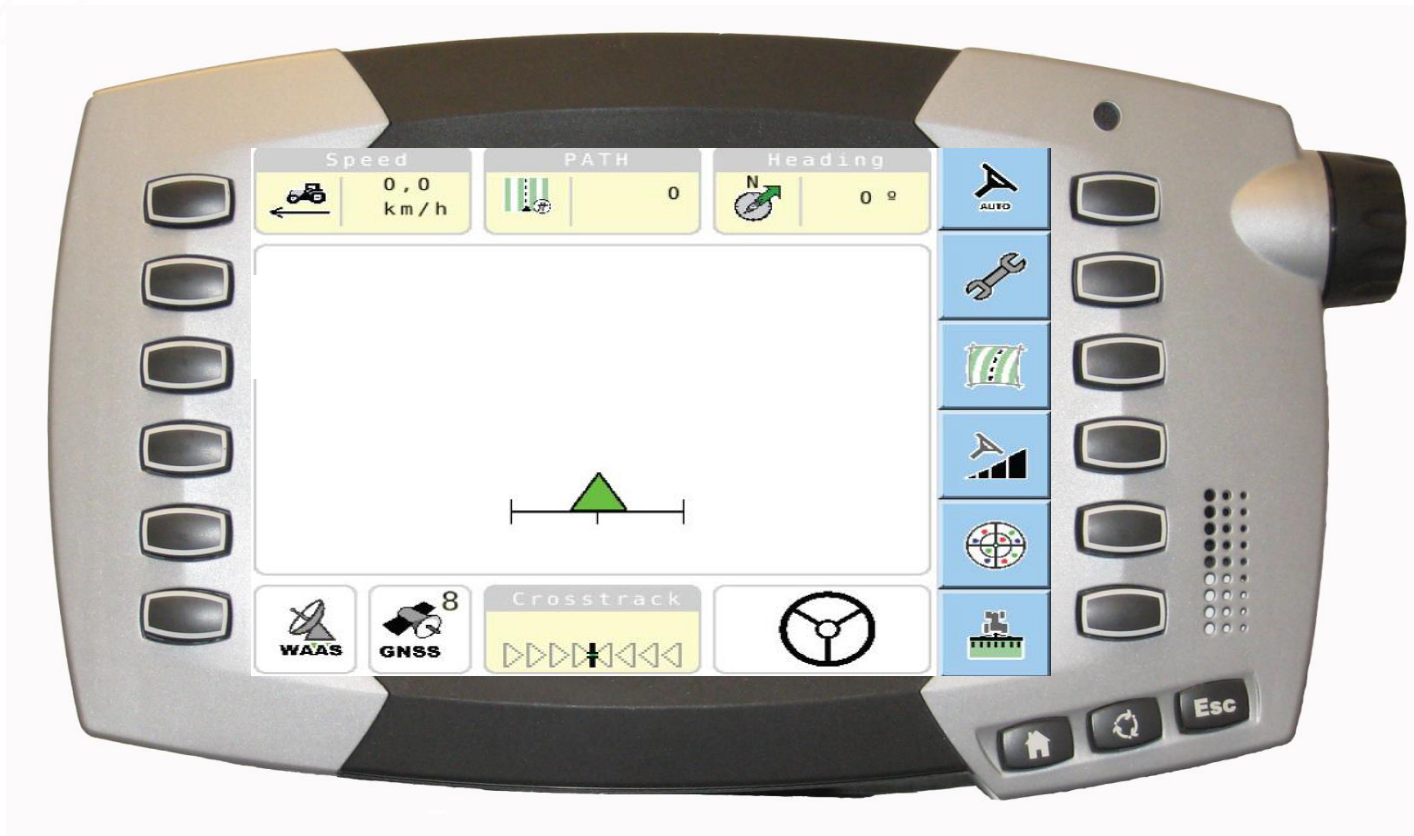 Speed
PATH
Heading
0,0
km/h
0
N
0 º
AUTO
8
WAAS
GNSS
Crosstrack
Esc